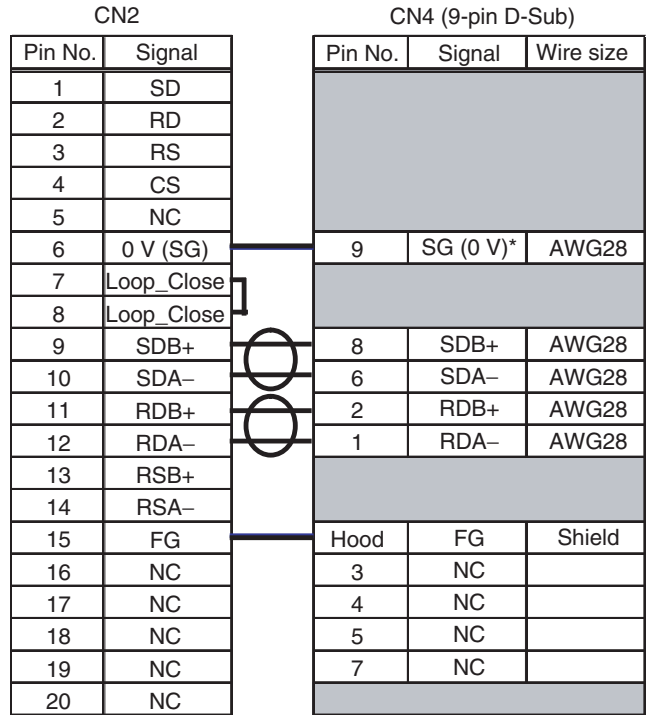 CN2 CN4 (9-pin D-Sub)
Pin No. Signal Pin No. Signal Wire size
1 SD
2 RD
3 RS
4 CS
5 NC
6 0 V (SG) 9 SG (0 V)* AWG28
7 Loop_Close
8 Loop_Close
9 SDB+ 8 SDB+ AWG28
10 SDA− 6 SDA− AWG28
11 RDB+ 2 RDB+ AWG28
12 RDA− 1 RDA− AWG28
13 RSB+
14 RSA−
15 FG Hood FG Shield
16 NC 3 NC
17 NC 4 NC
18 NC 5 NC
19 NC 7 NC
20 NC